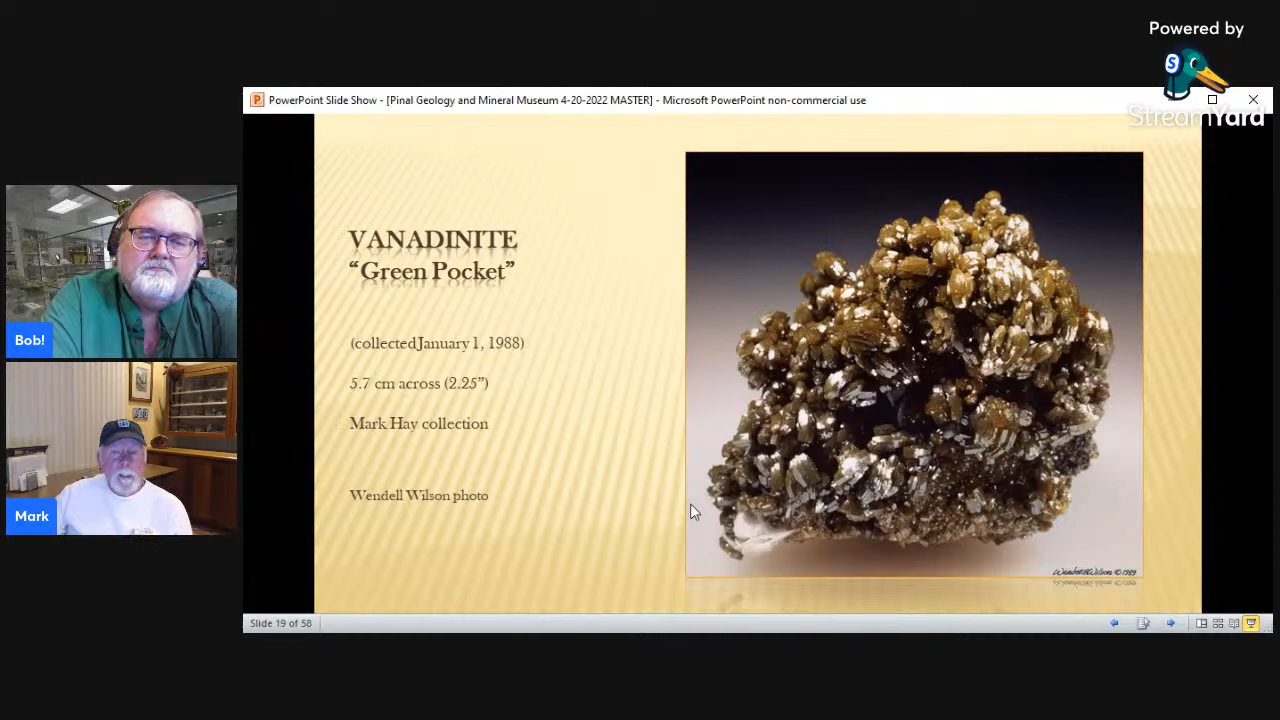 Powered by
StreamYard
PowerPoint Slide Show - [Pinal Geology and Mineral Museum 4-20-2022 MASTER] - Microsoft PowerPoint non-commercial use
VANADINITE
“Green Pocket”
(collected January 1, 1988)
5.7 cm across (2.25”)
Mark Hay collection
Wendell Wilson photo
Bob!
Mark
Slide 19 of 58